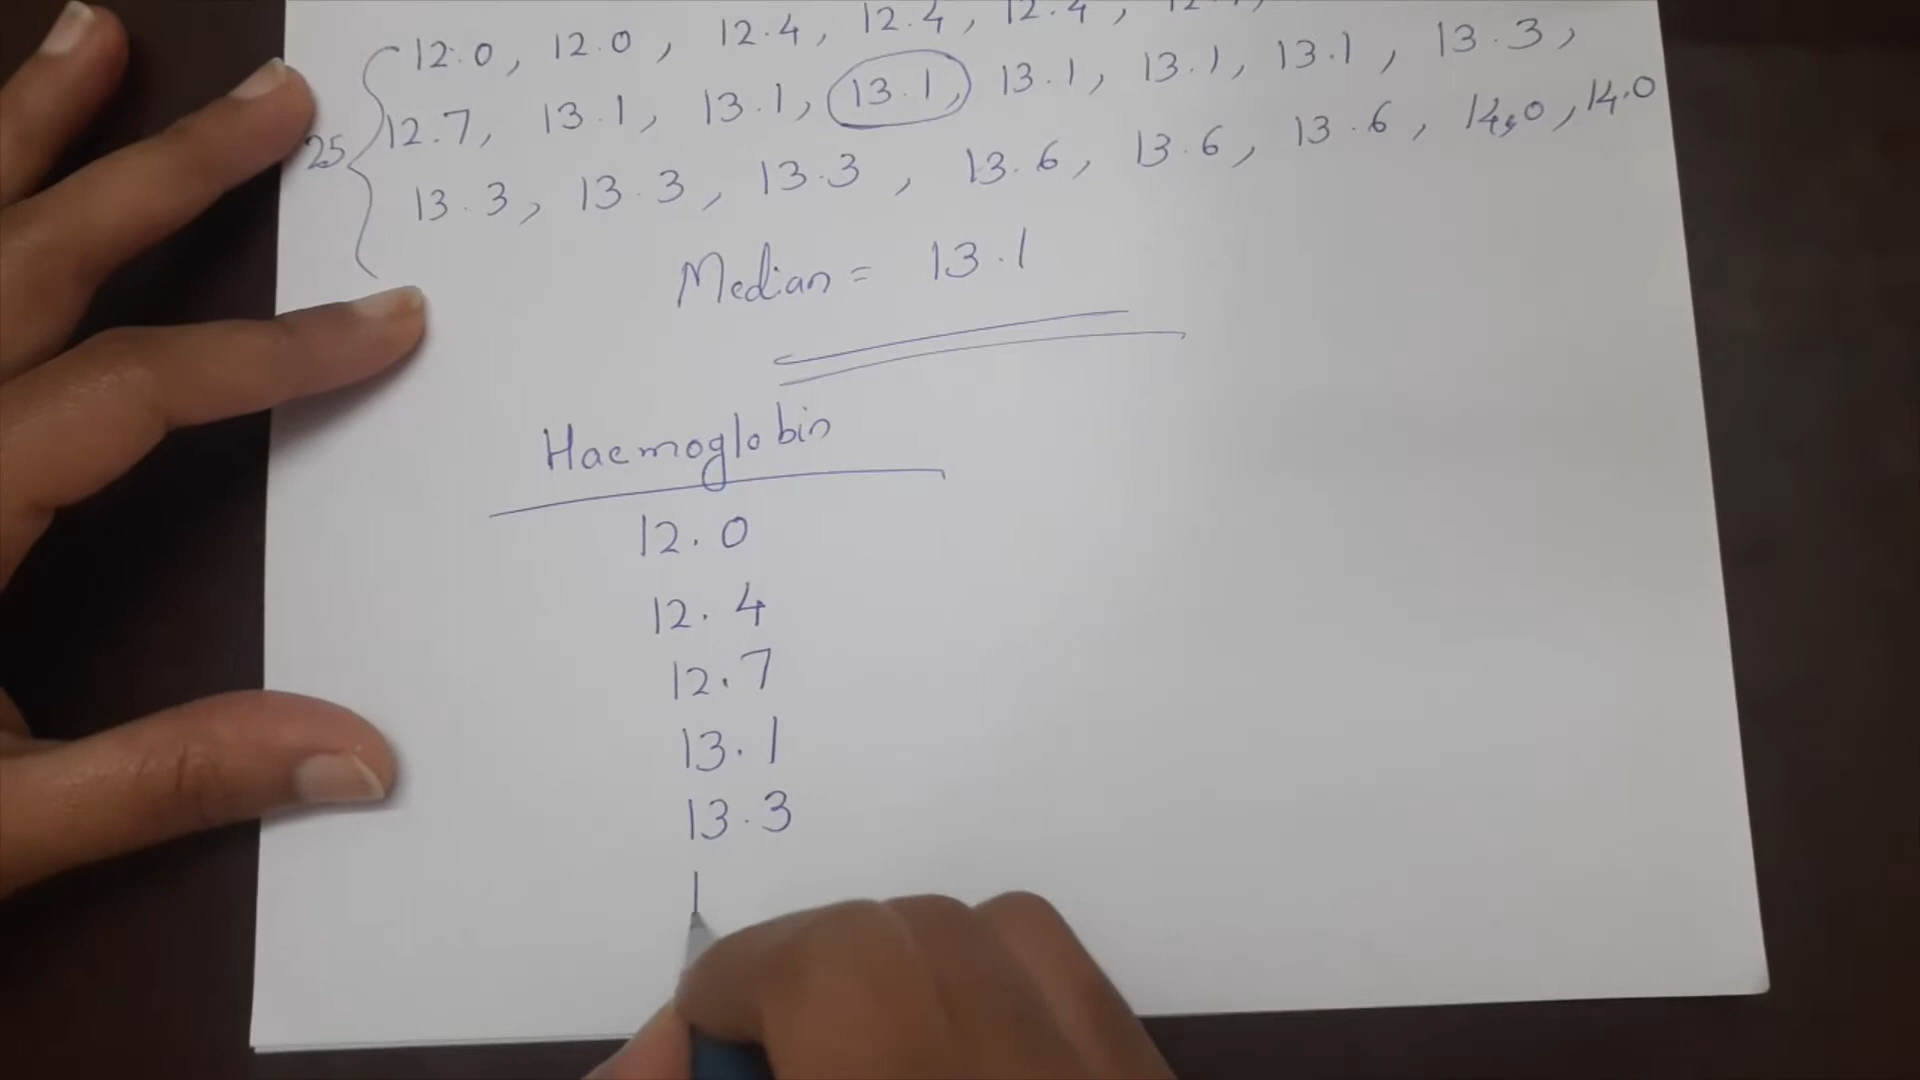 12.0, 12.0, 12.4, 12.4, 12.4,
12.7, 13.1, 13.1, 13.1, 13.1, 13.1, 13.1, 13.3,
25
13.3, 13.3, 13.3, 13.6, 13.6, 13.6, 14.0, 14.0
Median = 13.1
Haemoglobin
12.0
12.4
12.7
13.1
13.3